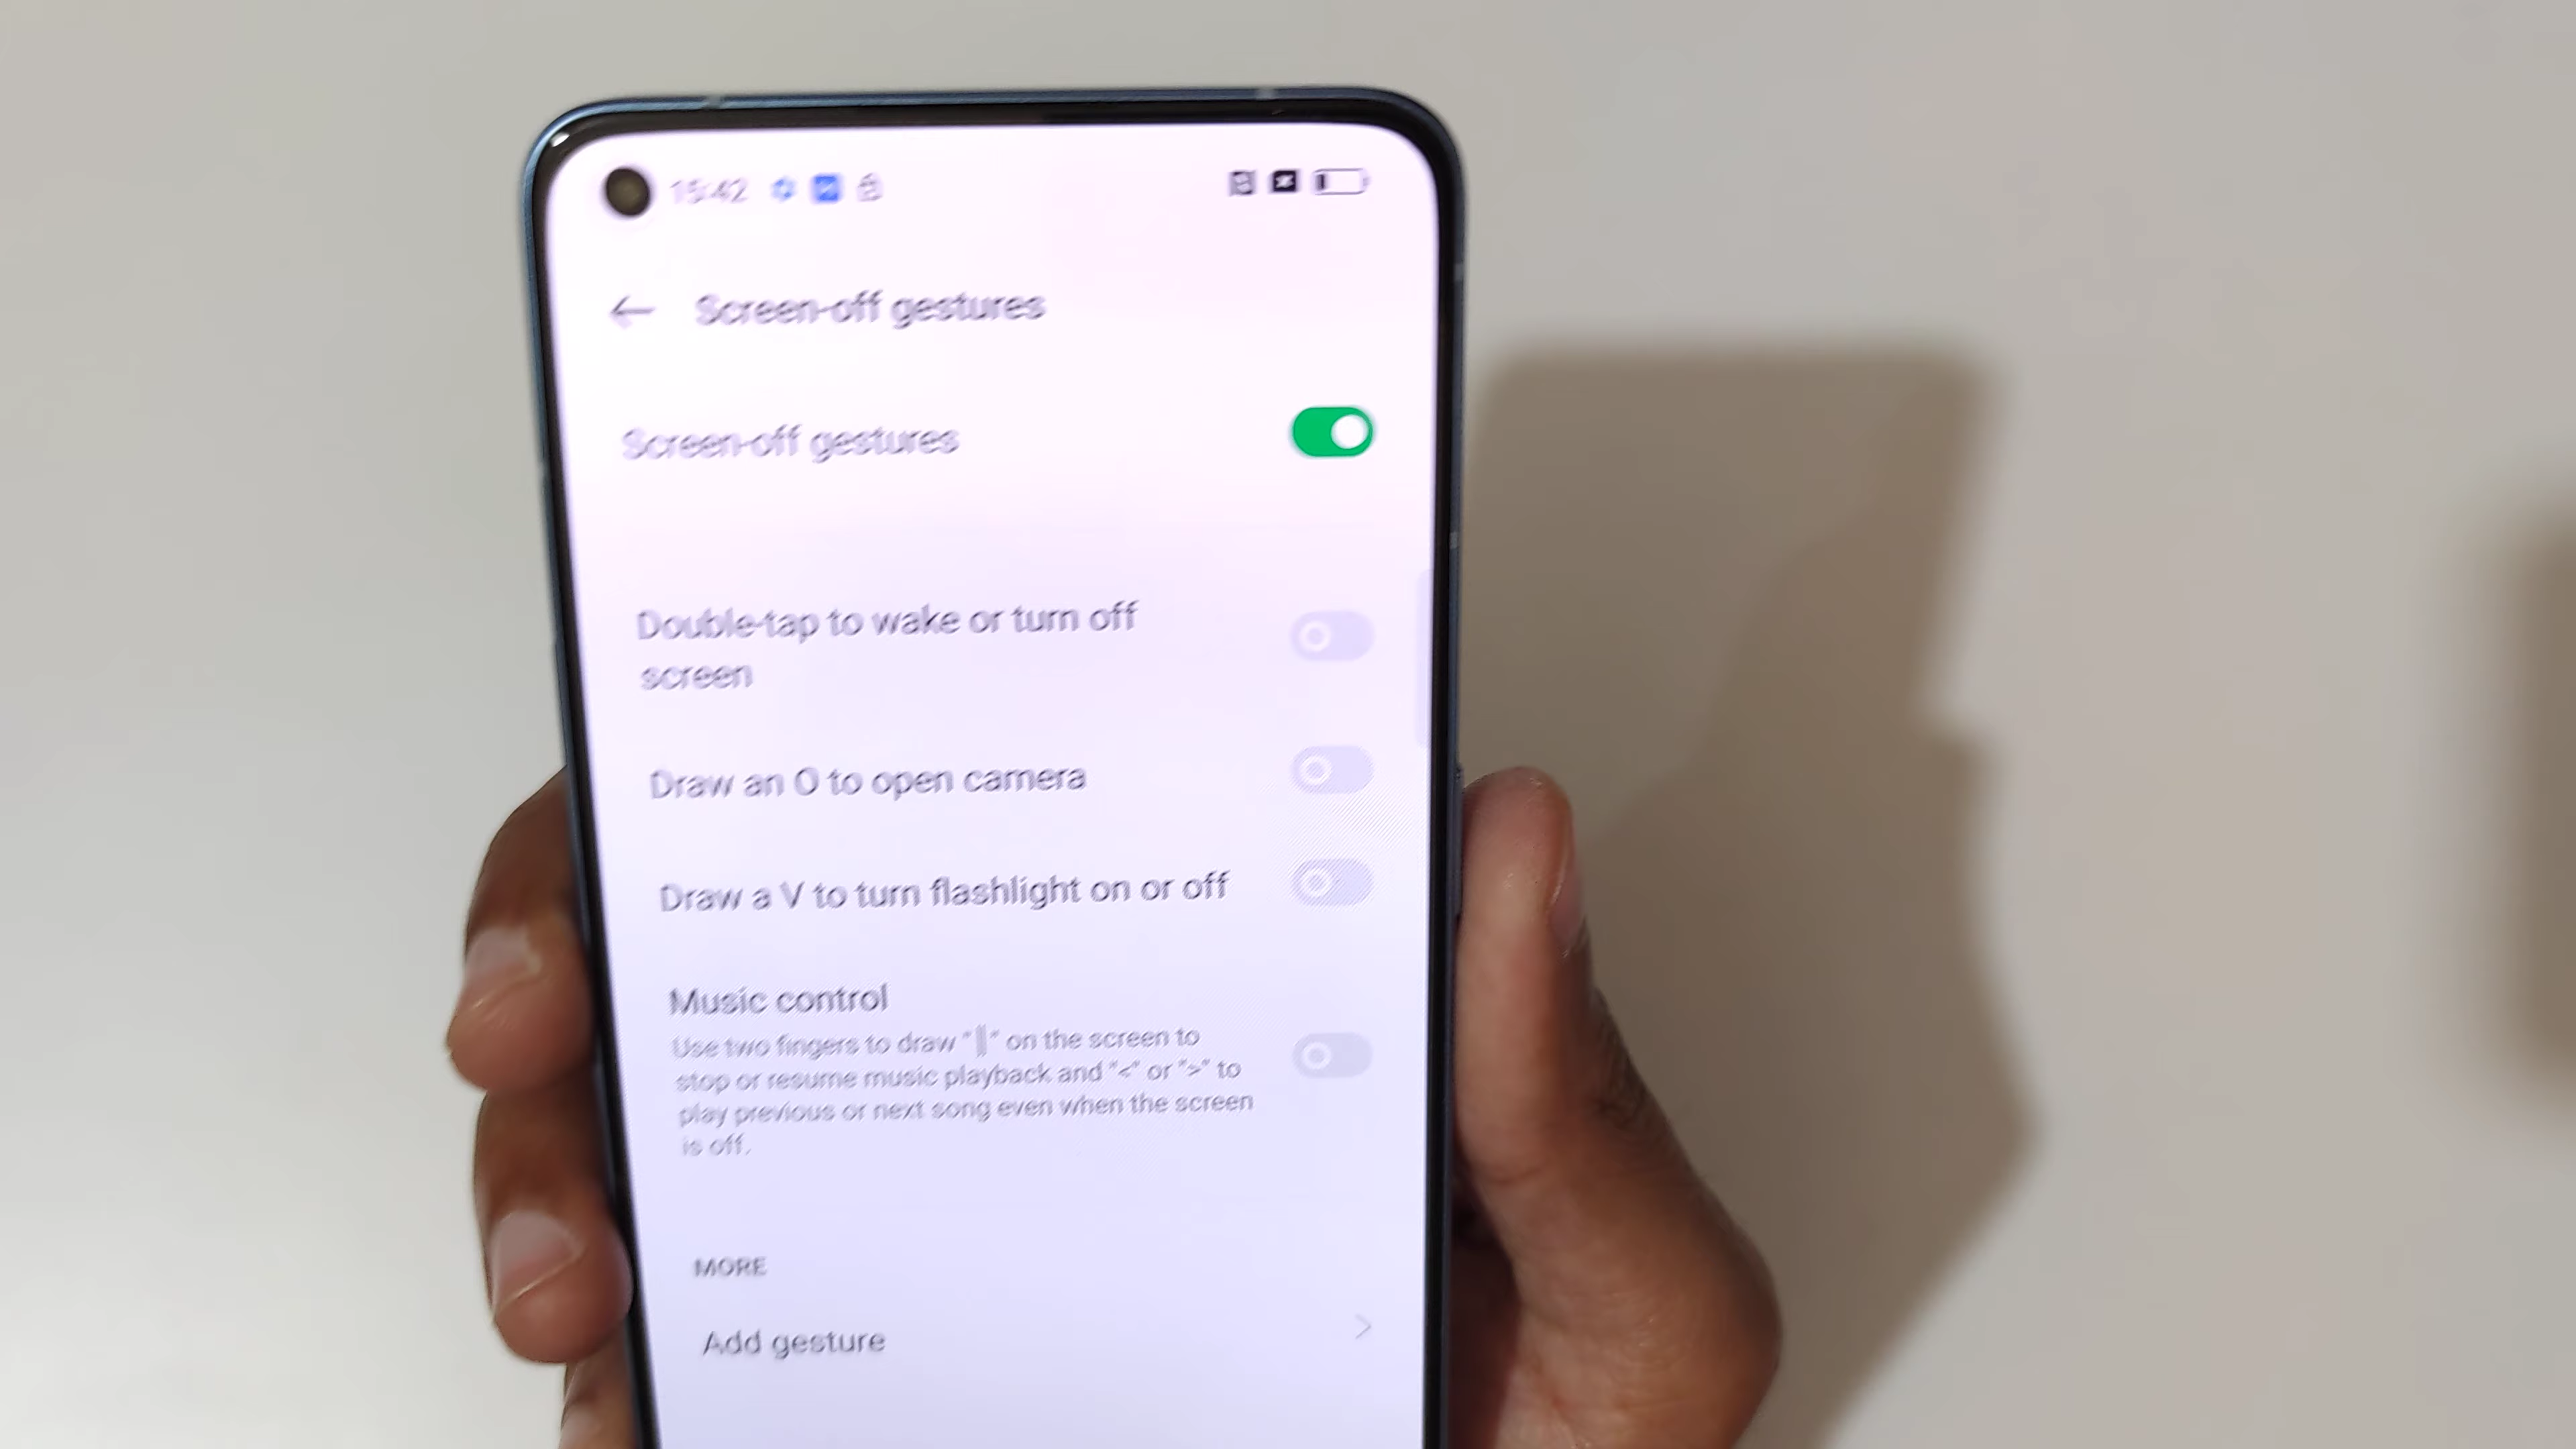 15:42
Screen-off gestures
Screen-off gestures
Double-tap to wake or turn off
screen
Draw an O to open camera
Draw a V to turn flashlight on or off
Music control
Use two fingers to draw "||" on the screen to
stop or resume music playback and "<" or ">" to
play previous or next song even when the screen
is off.
MORE
Add gesture